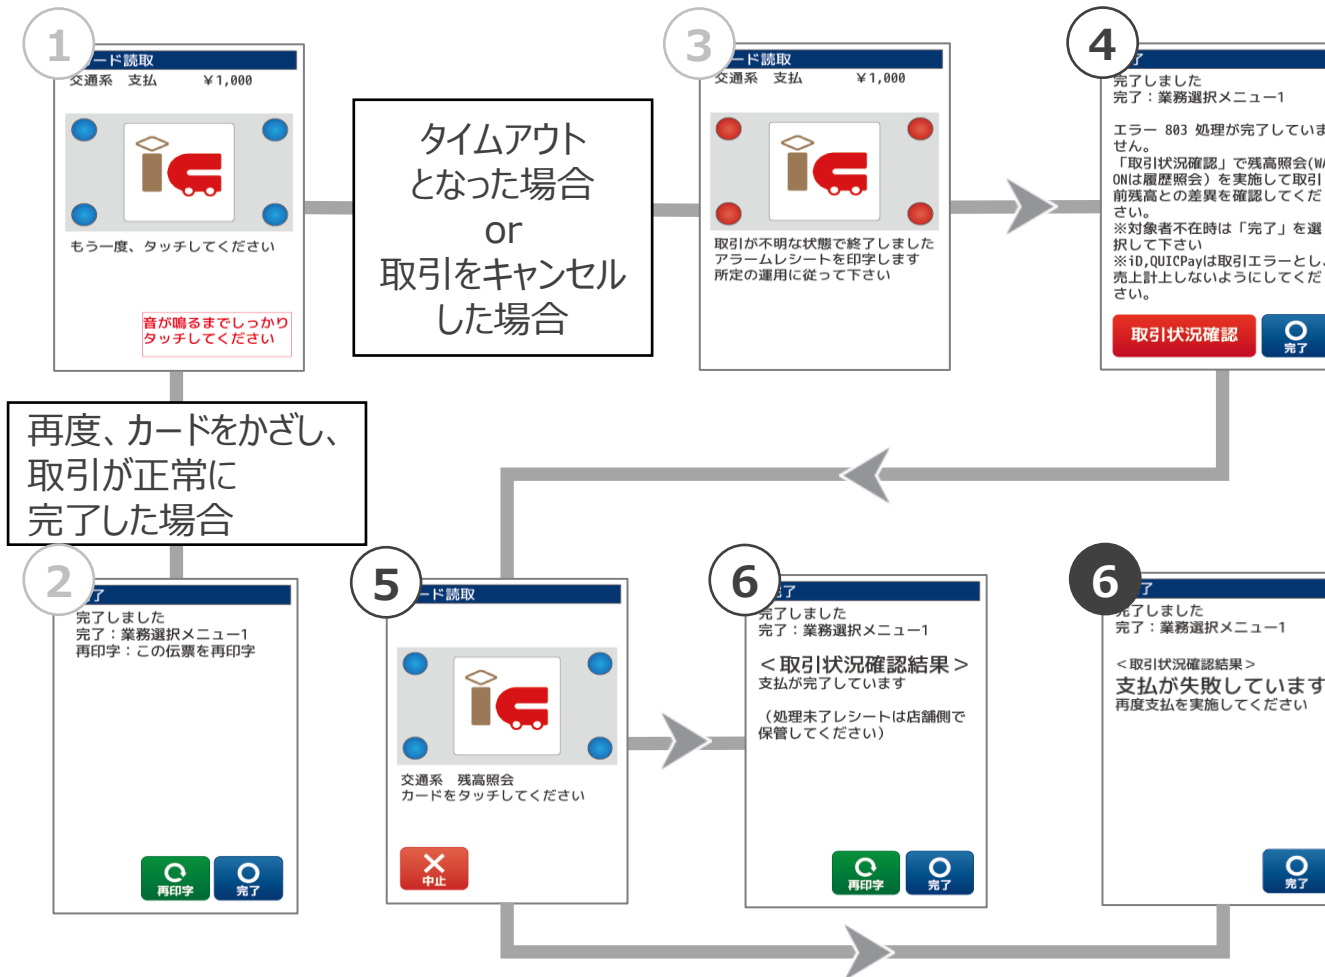 1
ード読取
交通系 支払 ¥1,000
もう一度、タッチしてください
音が鳴るまでしっかり
タッチしてください
タイムアウト
となった場合
or
取引をキャンセル
した場合
3
ード読取
交通系 支払 ¥1,000
取引が不明な状態で終了しました
アラームレシートを印字します
所定の運用に従って下さい
4
了
完了しました
完了：業務選択メニュー1
エラー 803 処理が完了していま
せん。
「取引状況確認」で残高照会(WA
ONは履歴照会）を実施して取引
前残高との差異を確認してくだ
さい。
※対象者不在時は「完了」を選
択して下さい
※iD,QUICPayは取引エラーとし、
売上計上しないようにしてくだ
さい。
取引状況確認
完了
再度、カードをかざし、
取引が正常に
完了した場合
2
了
完了しました
完了：業務選択メニュー1
再印字：この伝票を再印字
再印字
完了
5
ード読取
交通系 残高照会
カードをタッチしてください
中止
6
了
完了しました
完了：業務選択メニュー1
＜取引状況確認結果＞
支払が完了しています
（処理未了レシートは店舗側で
保管してください）
再印字
完了
6
了
完了しました
完了：業務選択メニュー1
＜取引状況確認結果＞
支払が失敗しています
再度支払を実施してください
完了